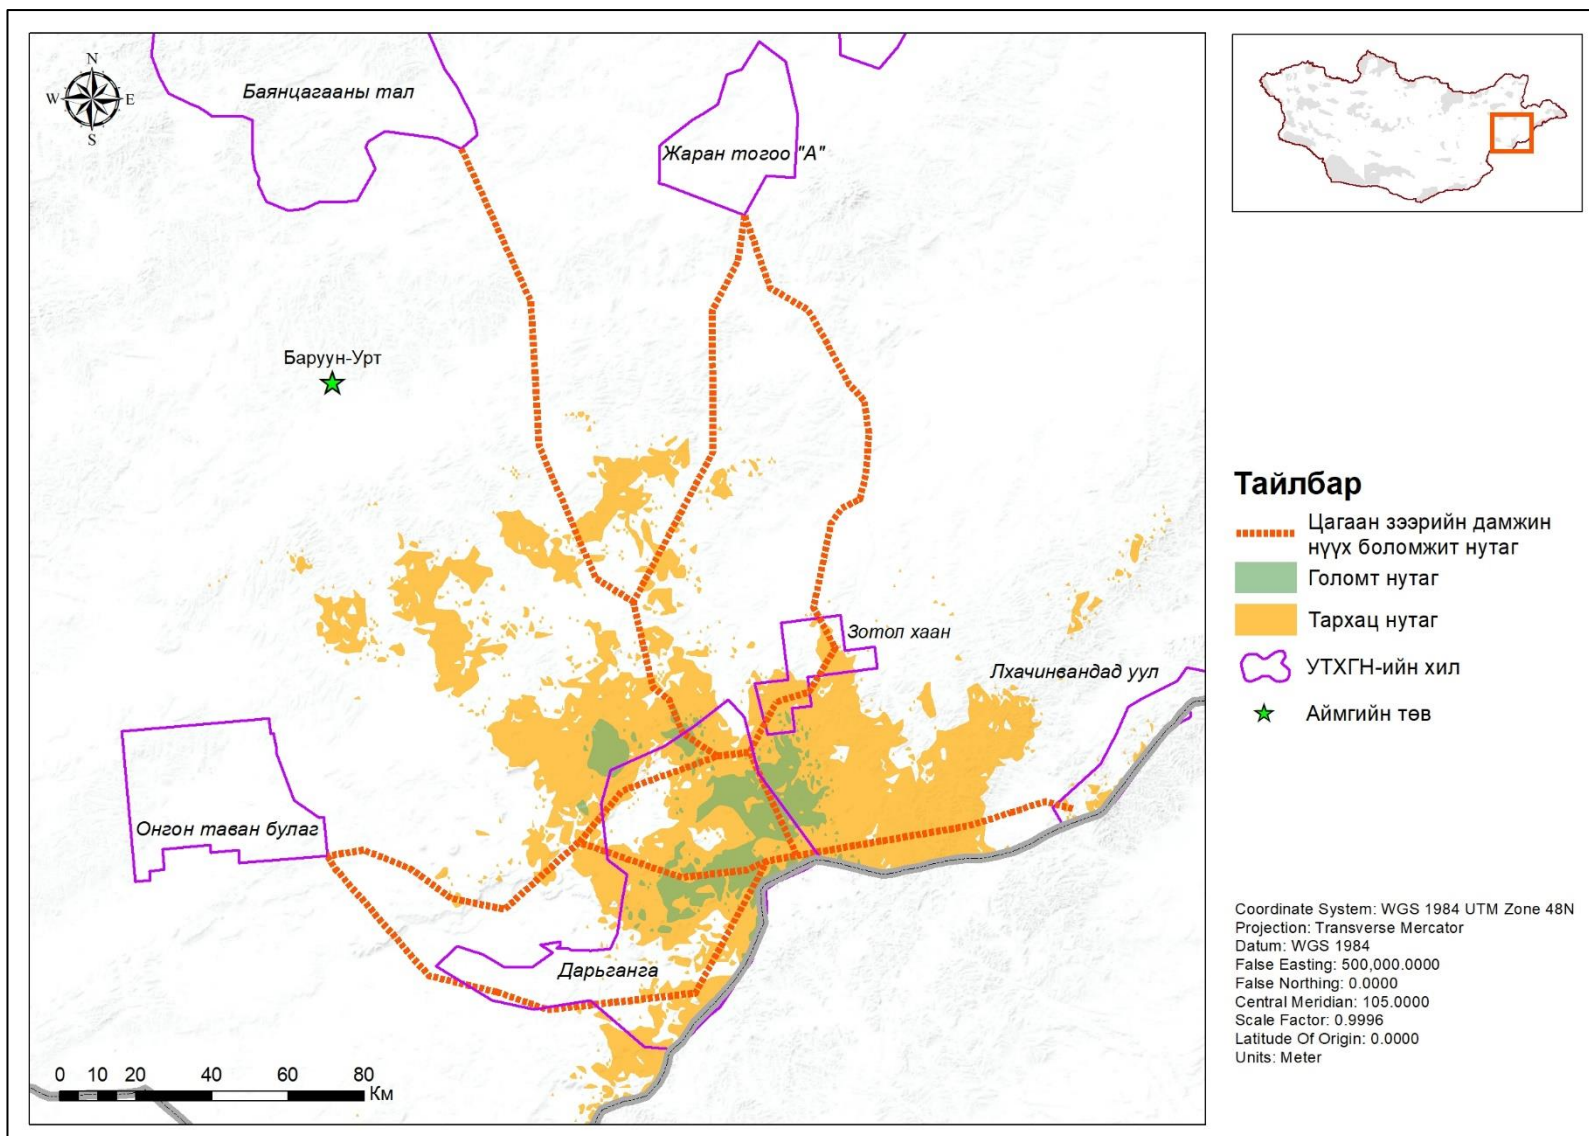 N
W E
S
Баянцагааны тал
Жаран тогоо "А"
Баруун-Урт
Зотол хаан
Лхачинвандад уул
Онгон таван булаг
Дарьганга
0 10 20 40 60 80
Км
Тайлбар
Цагаан зээрийн дамжин
нүүх боломжит нутаг
Голомт нутаг
Тархац нутаг
УТХГН-ийн хил
Аймгийн төв
Coordinate System: WGS 1984 UTM Zone 48N
Projection: Transverse Mercator
Datum: WGS 1984
False Easting: 500,000.0000
False Northing: 0.0000
Central Meridian: 105.0000
Scale Factor: 0.9996
Latitude Of Origin: 0.0000
Units: Meter